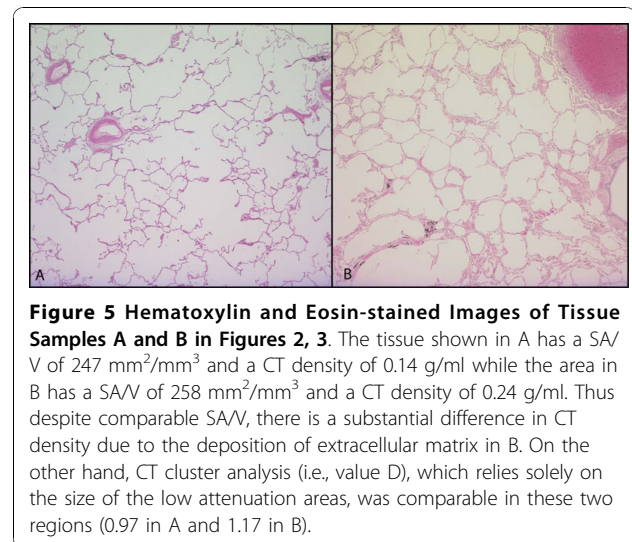 A
B
Figure 5 Hematoxylin and Eosin-stained Images of Tissue
Samples A and B in Figures 2, 3. The tissue shown in A has a SA/
V of 247 mm²/mm³ and a CT density of 0.14 g/ml while the area in
B has a SA/V of 258 mm²/mm³ and a CT density of 0.24 g/ml. Thus
despite comparable SA/V, there is a substantial difference in CT
density due to the deposition of extracellular matrix in B. On the
other hand, CT cluster analysis (i.e., value D), which relies solely on
the size of the low attenuation areas, was comparable in these two
regions (0.97 in A and 1.17 in B).